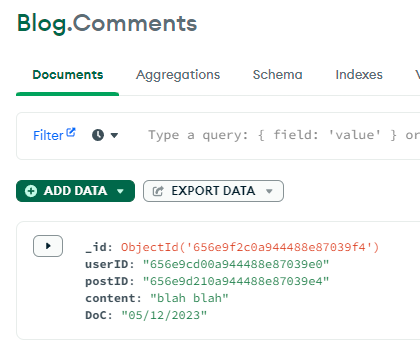 Blog.Comments
Documents Aggregations Schema Indexes
Filter Type a query: { field: 'value' } or
ADD DATA EXPORT DATA
_id: ObjectId('656e9f2c0a944488e87039f4')
userID: "656e9cd00a944488e87039e0"
postID: "656e9d210a944488e87039e4"
content: "blah blah"
DoC: "05/12/2023"